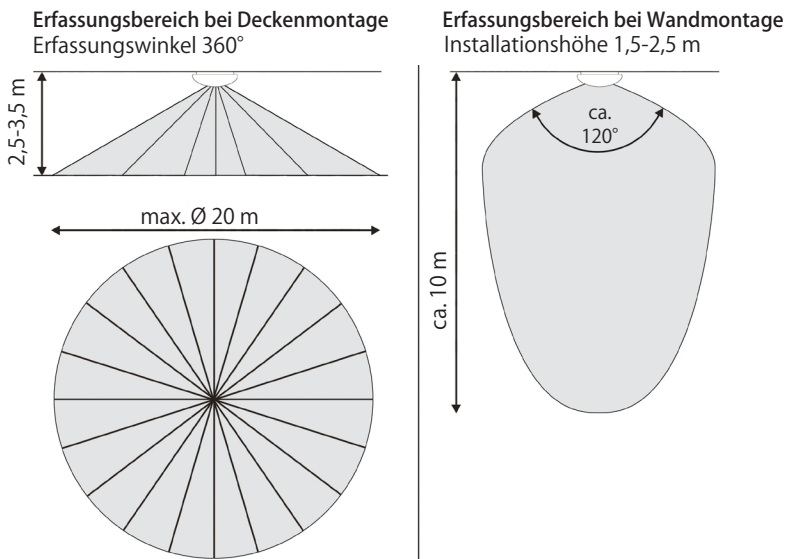 Erfassungsbereich bei Deckenmontage
Erfassungswinkel 360°
2,5-3,5 m
max. Ø 20 m
Erfassungsbereich bei Wandmontage
Installationshöhe 1,5-2,5 m
ca.
120°
ca. 10 m